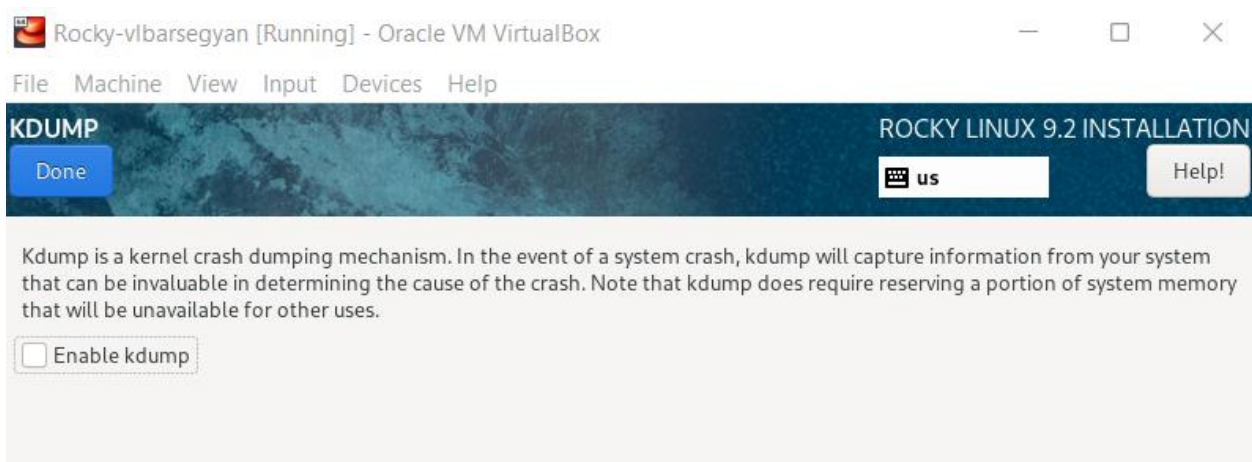 Rocky-vlbarsegyan [Running] - Oracle VM VirtualBox
File Machine View Input Devices Help
KDUMP
ROCKY LINUX 9.2 INSTALLATION
Done
us
Help!
Kdump is a kernel crash dumping mechanism. In the event of a system crash, kdump will capture information from your system
that can be invaluable in determining the cause of the crash. Note that kdump does require reserving a portion of system memory
that will be unavailable for other uses.
Enable kdump